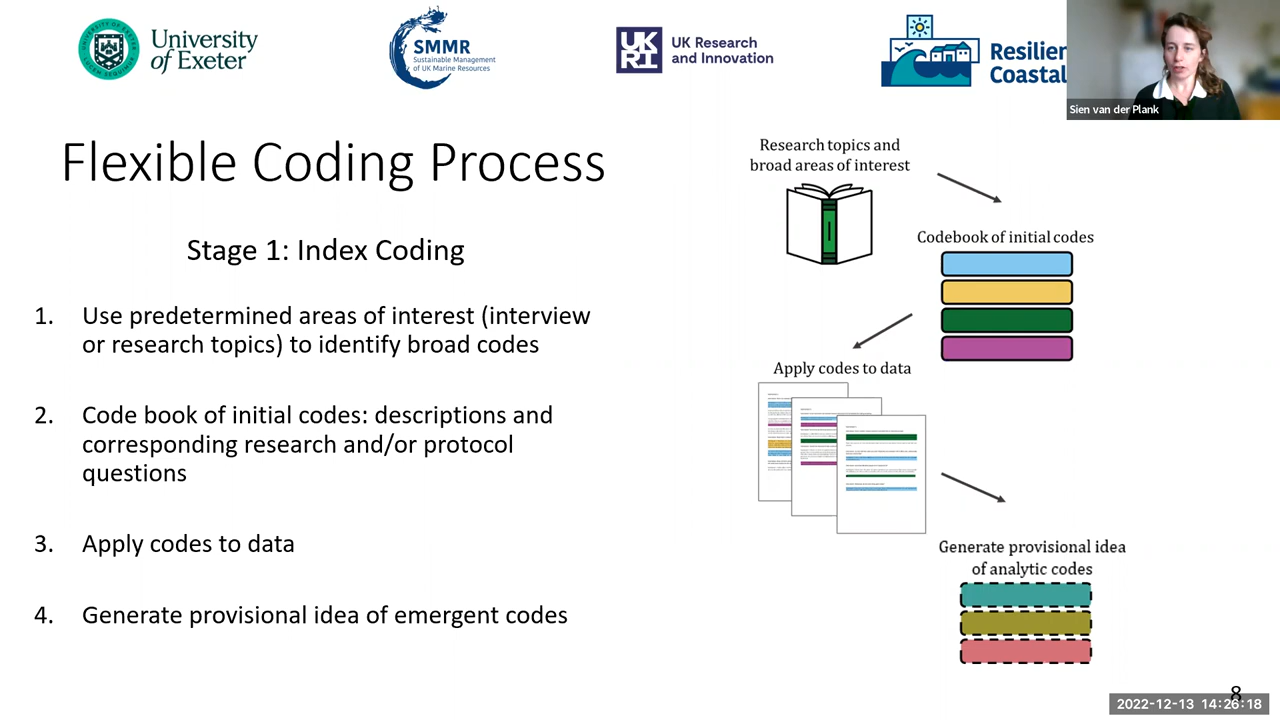 University
of Exeter
SMMR
Sustainable Management
of UK Marine Resources
UK
RI
UK Research
and Innovation
Resilien
Coastal
Sien van der Plank
Flexible Coding Process
Stage 1: Index Coding
1. Use predetermined areas of interest (interview
or research topics) to identify broad codes
2. Code book of initial codes: descriptions and
corresponding research and/or protocol
questions
3. Apply codes to data
4. Generate provisional idea of emergent codes
Research topics and
broad areas of interest
Codebook of initial codes
Apply codes to data
Generate provisional idea
of analytic codes
8
2022-12-13 14:26:18